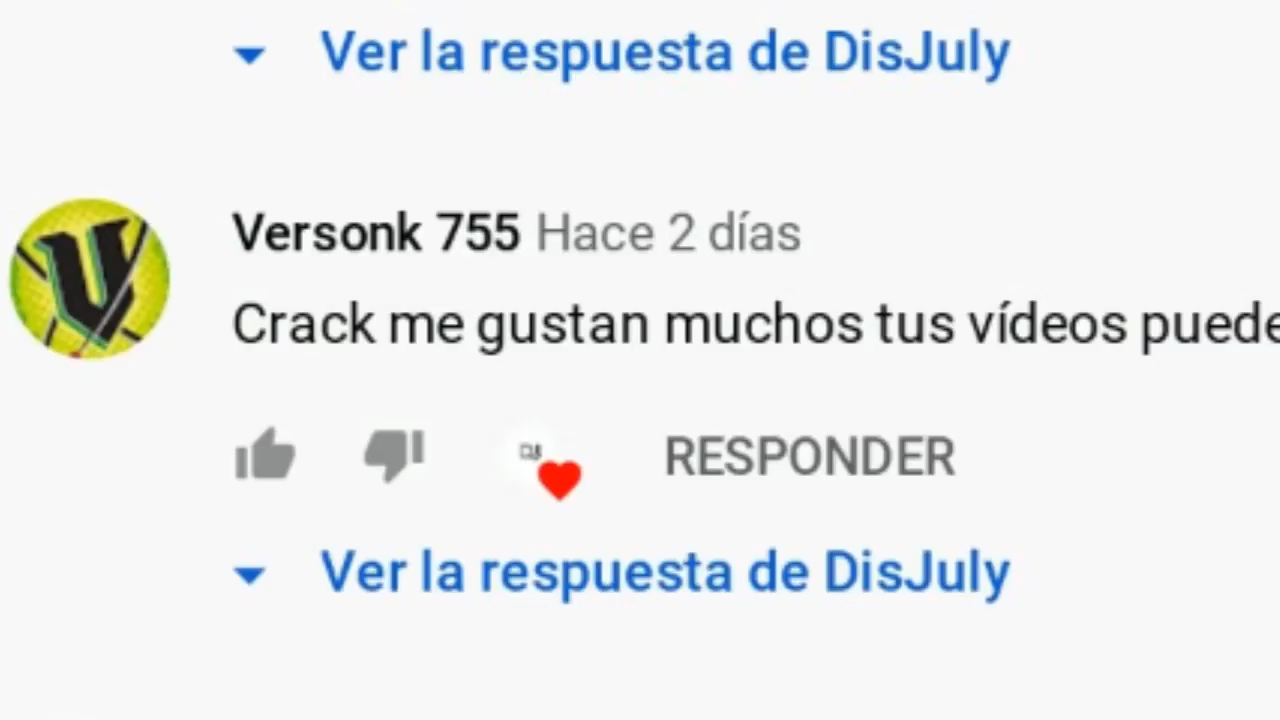 Ver la respuesta de DisJuly
Versonk 755 Hace 2 días
Crack me gustan muchos tus vídeos puede
RESPONDER
Ver la respuesta de DisJuly